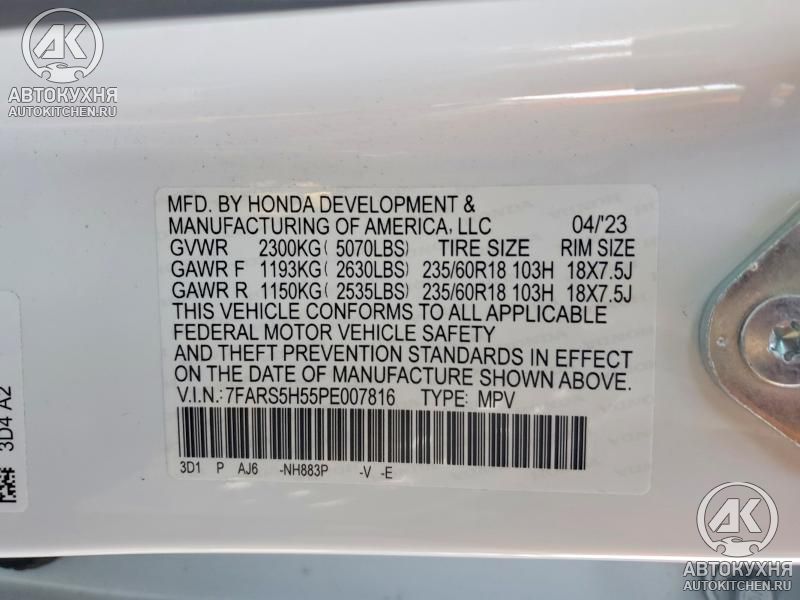 АВТОКУХНЯ
AUTOKITCHEN.RU
MFD. BY HONDA DEVELOPMENT &
MANUFACTURING OF AMERICA, LLC 04/'23
GVWR 2300KG( 5070LBS) TIRE SIZE RIM SIZE
GAWR F 1193KG( 2630LBS) 235/60R18 103H 18X7.5J
GAWR R 1150KG( 2535LBS) 235/60R18 103H 18X7.5J
THIS VEHICLE CONFORMS TO ALL APPLICABLE
FEDERAL MOTOR VEHICLE SAFETY
AND THEFT PREVENTION STANDARDS IN EFFECT
ON THE DATE OF MANUFACTURE SHOWN ABOVE.
V.I.N.:7FARS5H55PE007816 TYPE: MPV
3D1 P AJ6 -NH883P -V -E
3D4 A2
АК
АВТОКУХНЯ
AUTOKITCHEN.RU